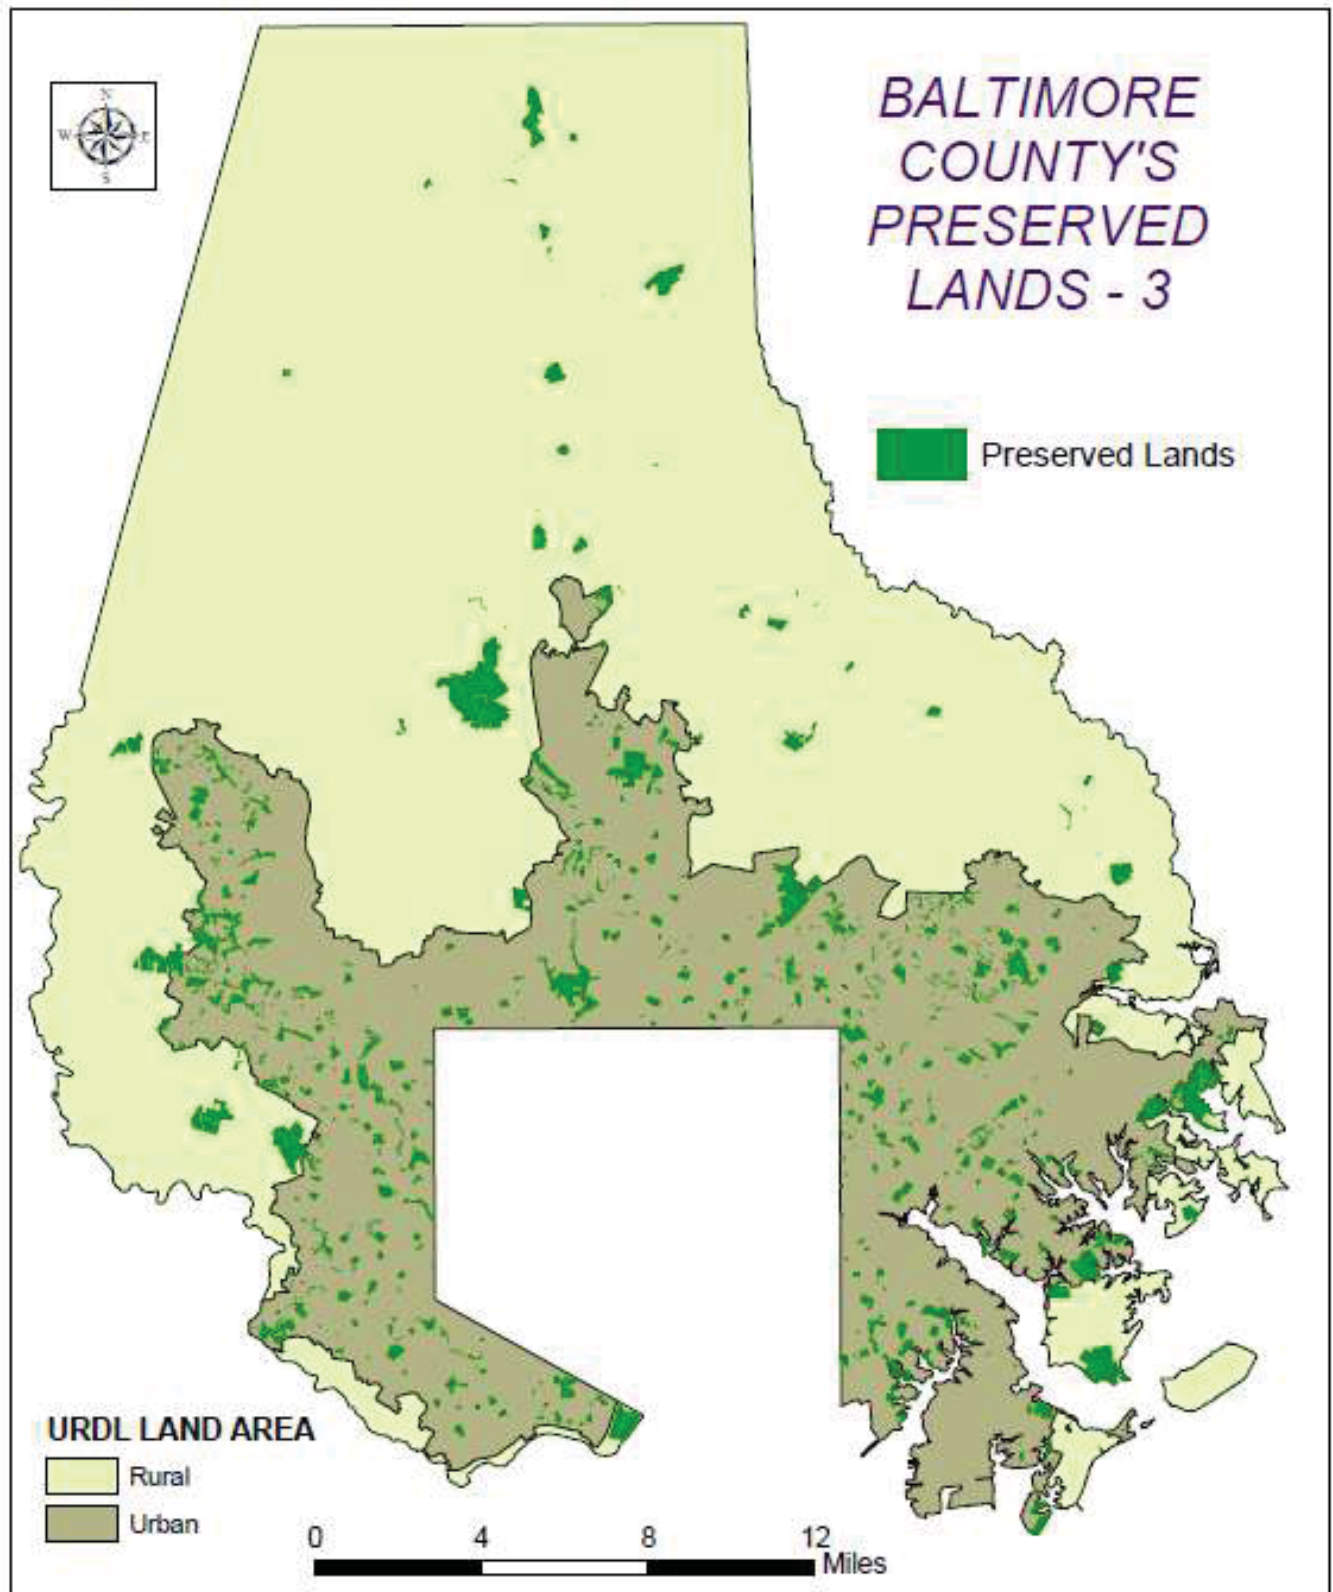 N
W
E
S
BALTIMORE
COUNTY'S
PRESERVED
LANDS - 3
Preserved Lands
URDL LAND AREA
Rural
Urban
0 4 8 12
Miles